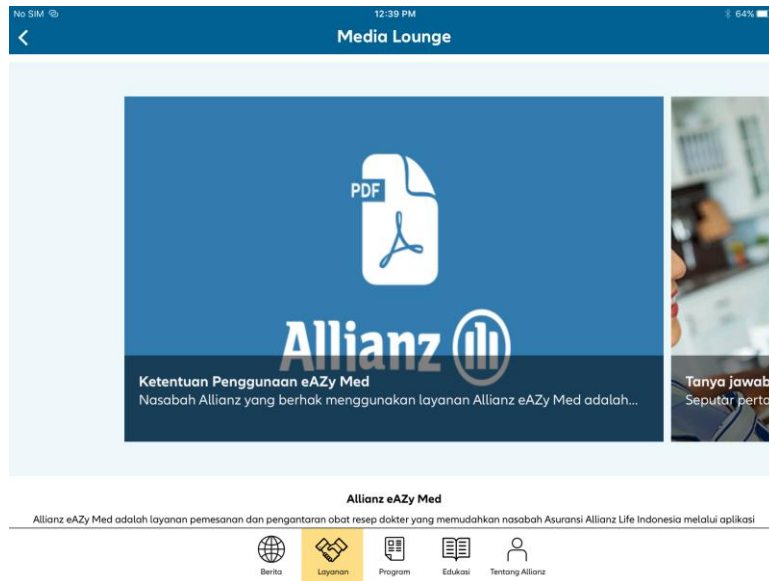 No SIM
12:39 PM
64%
Media Lounge
PDF
Allianz
Ketentuan Penggunaan eAZy Med
Nasabah Allianz yang berhak menggunakan layanan Allianz eAZy Med adalah...
Tanya jawab
Seputar perta
Allianz eAZy Med
Allianz eAZy Med adalah layanan pemesanan dan pengantaran obat resep dokter yang memudahkan nasabah Asuransi Allianz Life Indonesia melalui aplikasi
Berita
Layanan
Program
Edukasi
Tentang Allianz